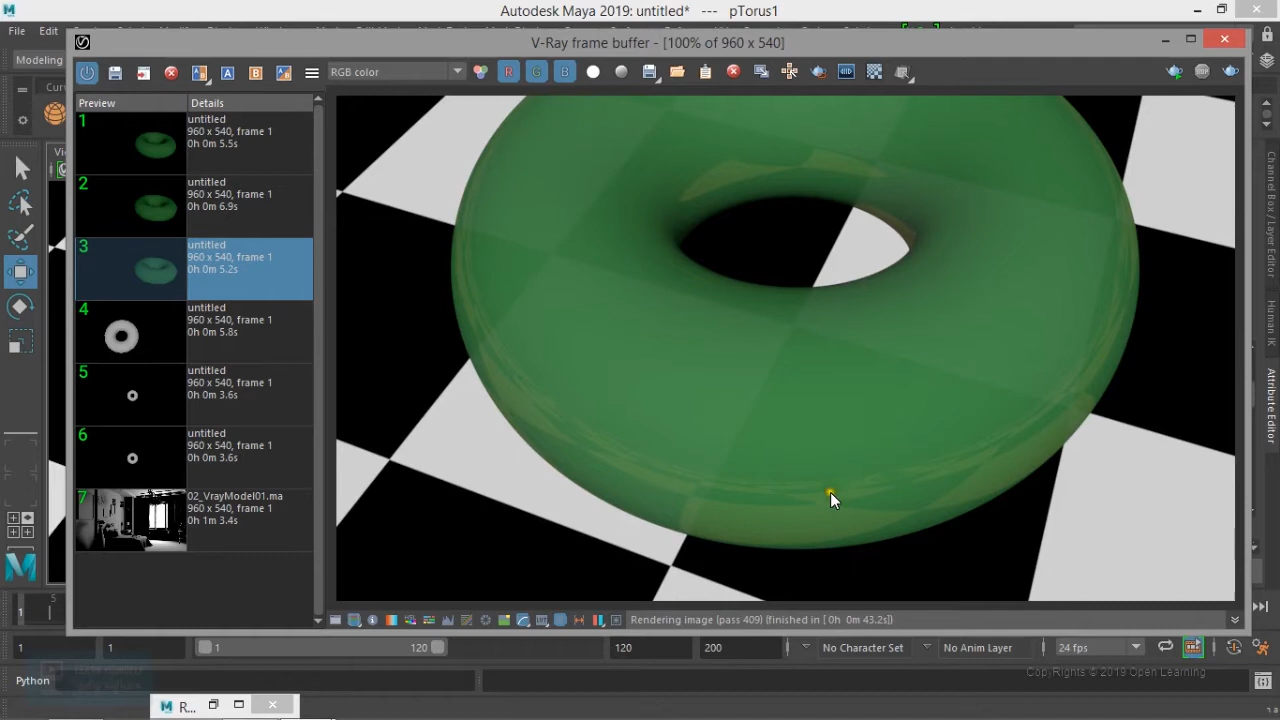 Autodesk Maya 2019: untitled* --- pTorus1
File Edit
V-Ray frame buffer - [100% of 960 x 540]
Modeling
RGB color
R G B
Preview Details
1
untitled
960 x 540, frame 1
0h 0m 5.5s
2
untitled
960 x 540, frame 1
0h 0m 6.9s
3
untitled
960 x 540, frame 1
0h 0m 5.2s
4
untitled
960 x 540, frame 1
0h 0m 5.8s
5
untitled
960 x 540, frame 1
0h 0m 3.6s
6
untitled
960 x 540, frame 1
0h 0m 3.6s
7
02_VrayModel01.ma
960 x 540, frame 1
0h 1m 3.4s
Channel Box / Layer Editor
Human IK
Attribute Editor
Rendering image (pass 409) (finished in [ 0h 0m 43.2s])
1
5
1
1
1
120
120
200
No Character Set
No Anim Layer
24 fps
Python
CopyRights © 2019 Open Learning
R...